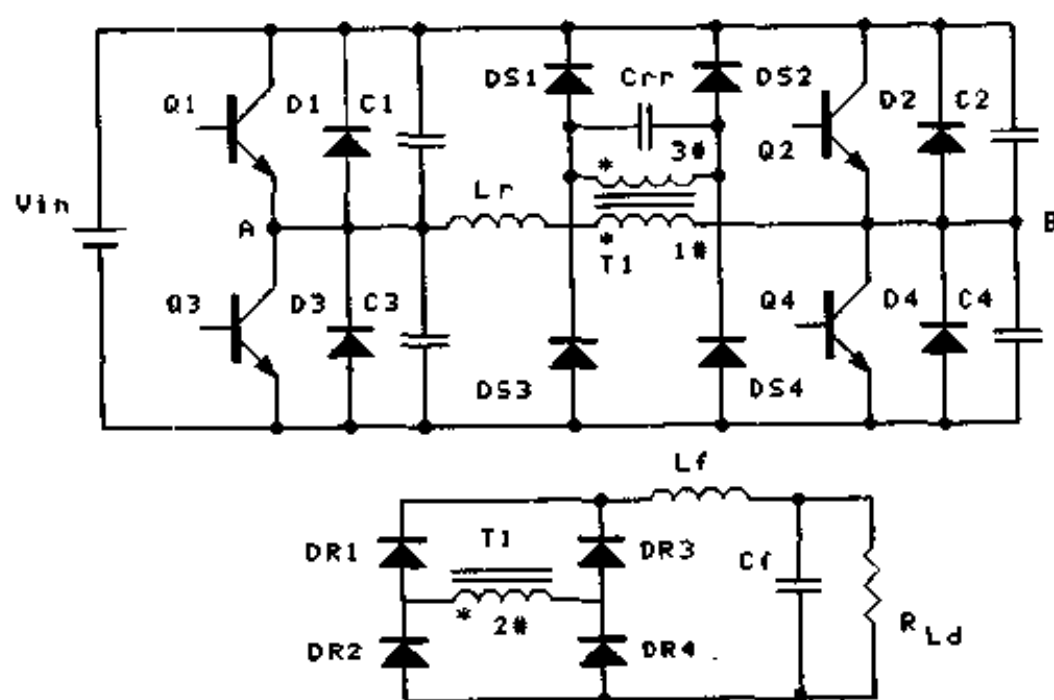 DS1 Crr DS2
Q1 D1 C1 D2 C2
Q2
* 3#
Vin
Lr
A B
* 1#
T1
Q3 D3 C3 Q4 D4 C4
DS3 DS4
Lf
DR1 T1 DR3
Cf
* 2#
RLd
DR2 DR4